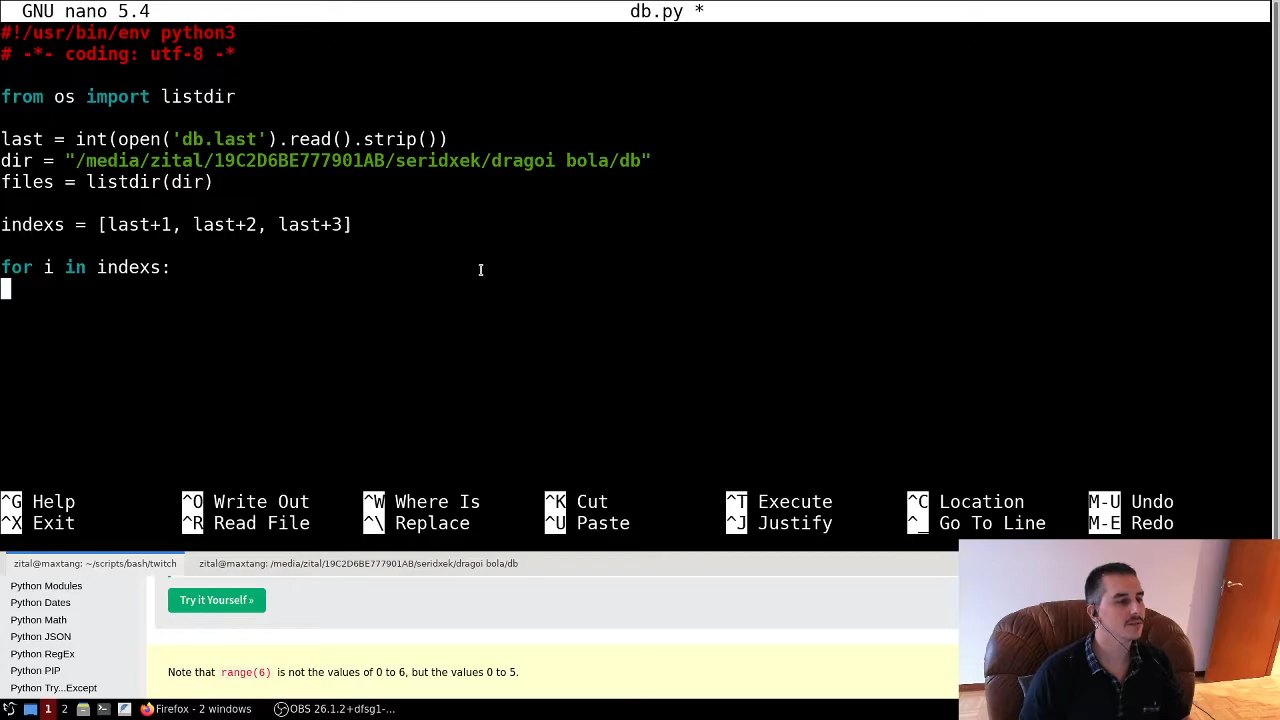 GNU nano 5.4 db.py *
#!/usr/bin/env python3
# -*- coding: utf-8 -*
from os import listdir
last = int(open('db.last').read().strip())
dir = "/media/zital/19C2D6BE777901AB/seridxek/dragoi bola/db"
files = listdir(dir)
indexs = [last+1, last+2, last+3]
for i in indexs:
^G Help ^O Write Out ^W Where Is ^K Cut ^T Execute ^C Location M-U Undo
^X Exit ^R Read File ^\ Replace ^U Paste ^J Justify ^_ Go To Line M-E Redo
zital@maxtang: ~/scripts/bash/twitch zital@maxtang: /media/zital/19C2D6BE777901AB/seridxek/dragoi bola/db
Python Modules
Python Dates
Try it Yourself »
Python Math
Python JSON
Python RegEx
Python PIP
Note that range(6) is not the values of 0 to 6, but the values 0 to 5.
Python Try...Except
1 2 Firefox - 2 windows OBS 26.1.2+dfsg1-...